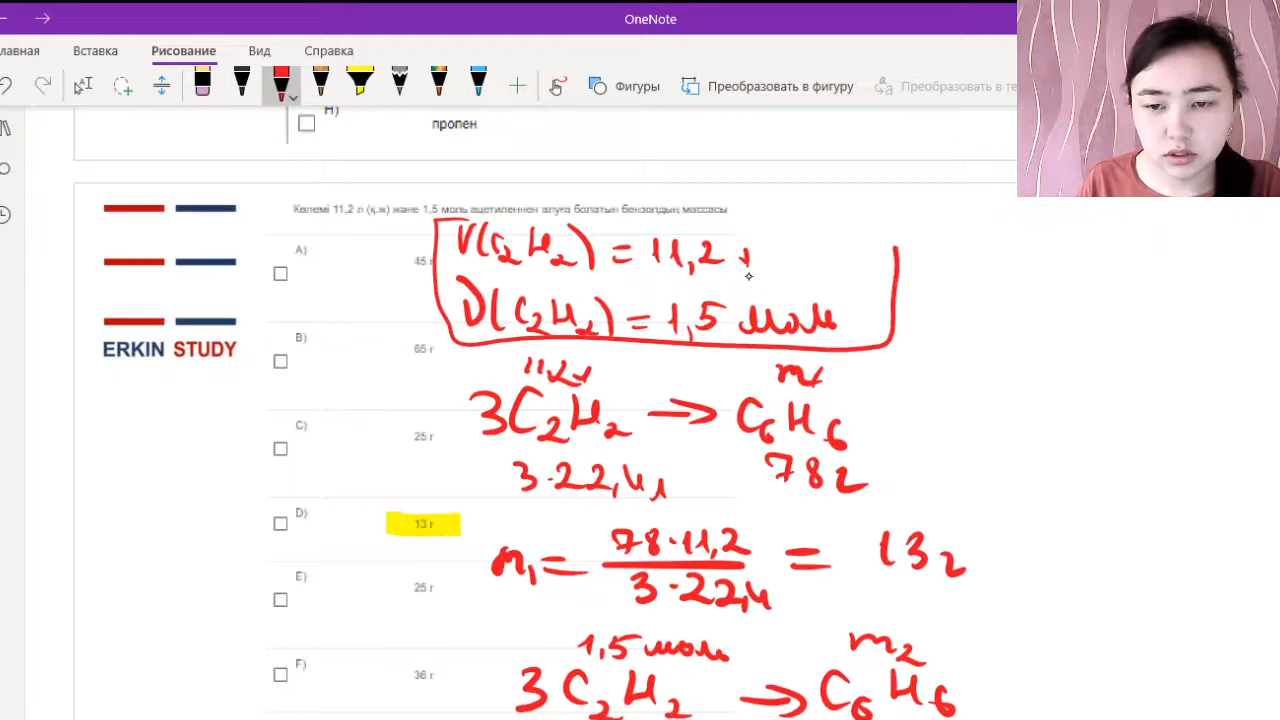 OneNote
лавная Вставка Рисование Вид Справка
Фигуры Преобразовать в фигуру Преобразовать в те
H)
пропен
Көлемі 11,2 л (қ.ж) және 1,5 моль ацетиленнен алуға болатын бензолдың массасы
A)
45 г
V(C₂H₂) = 11,2 л
ν(C₂H₂) = 1,5 моль
ERKIN STUDY
B)
65 г
11,2 л m₁
3C₂H₂ → C₆H₆
3·22,4 л 78 г
C)
25 г
D)
13 г
m₁ = 78·11,2 / 3·22,4 = 13 г
E)
25 г
1,5 моль m₂
3C₂H₂ → C₆H₆
F)
36 г